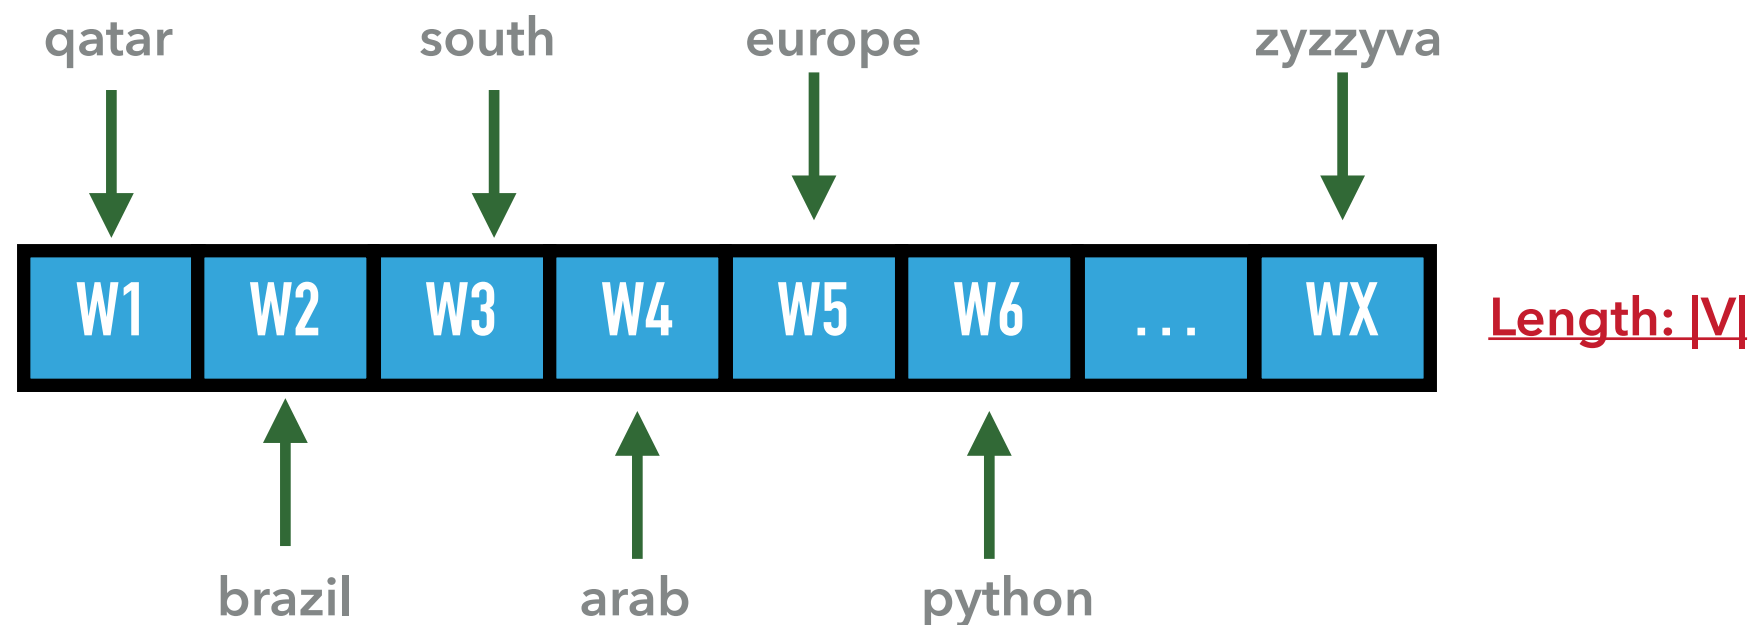 qatar south europe zyzzyva
W1 W2 W3 W4 W5 W6 ... WX Length: |V|
brazil arab python